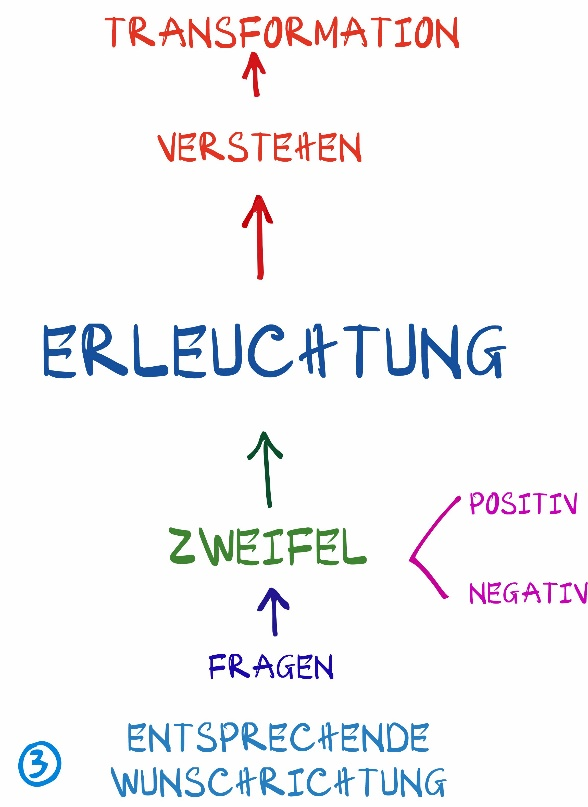 TRANSFORMATION
VERSTEHEN
ERLEUCHTUNG
POSITIV
ZWEIFEL
NEGATIV
FRAGEN
ENTSPRECHENDE
3 WUNSCHRICHTUNG